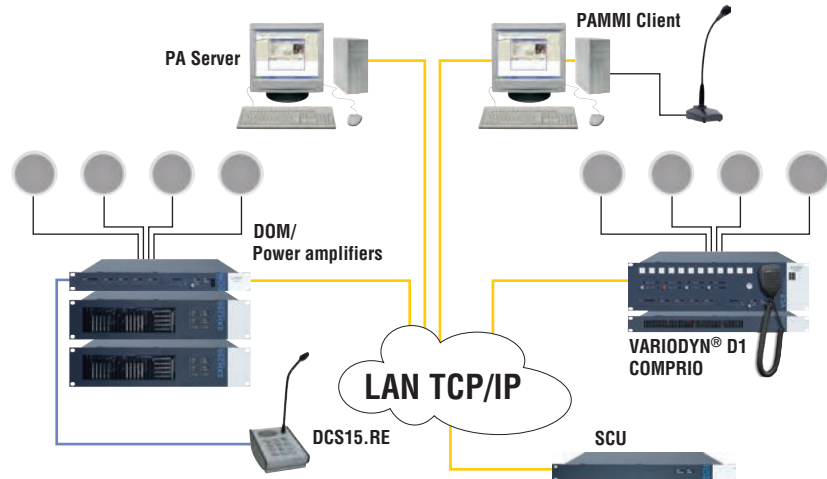 PA Server
PAMMI Client
DOM/
Power amplifiers
VARIODYN® D1
COMPRIO
LAN TCP/IP
DCS15.RE
SCU